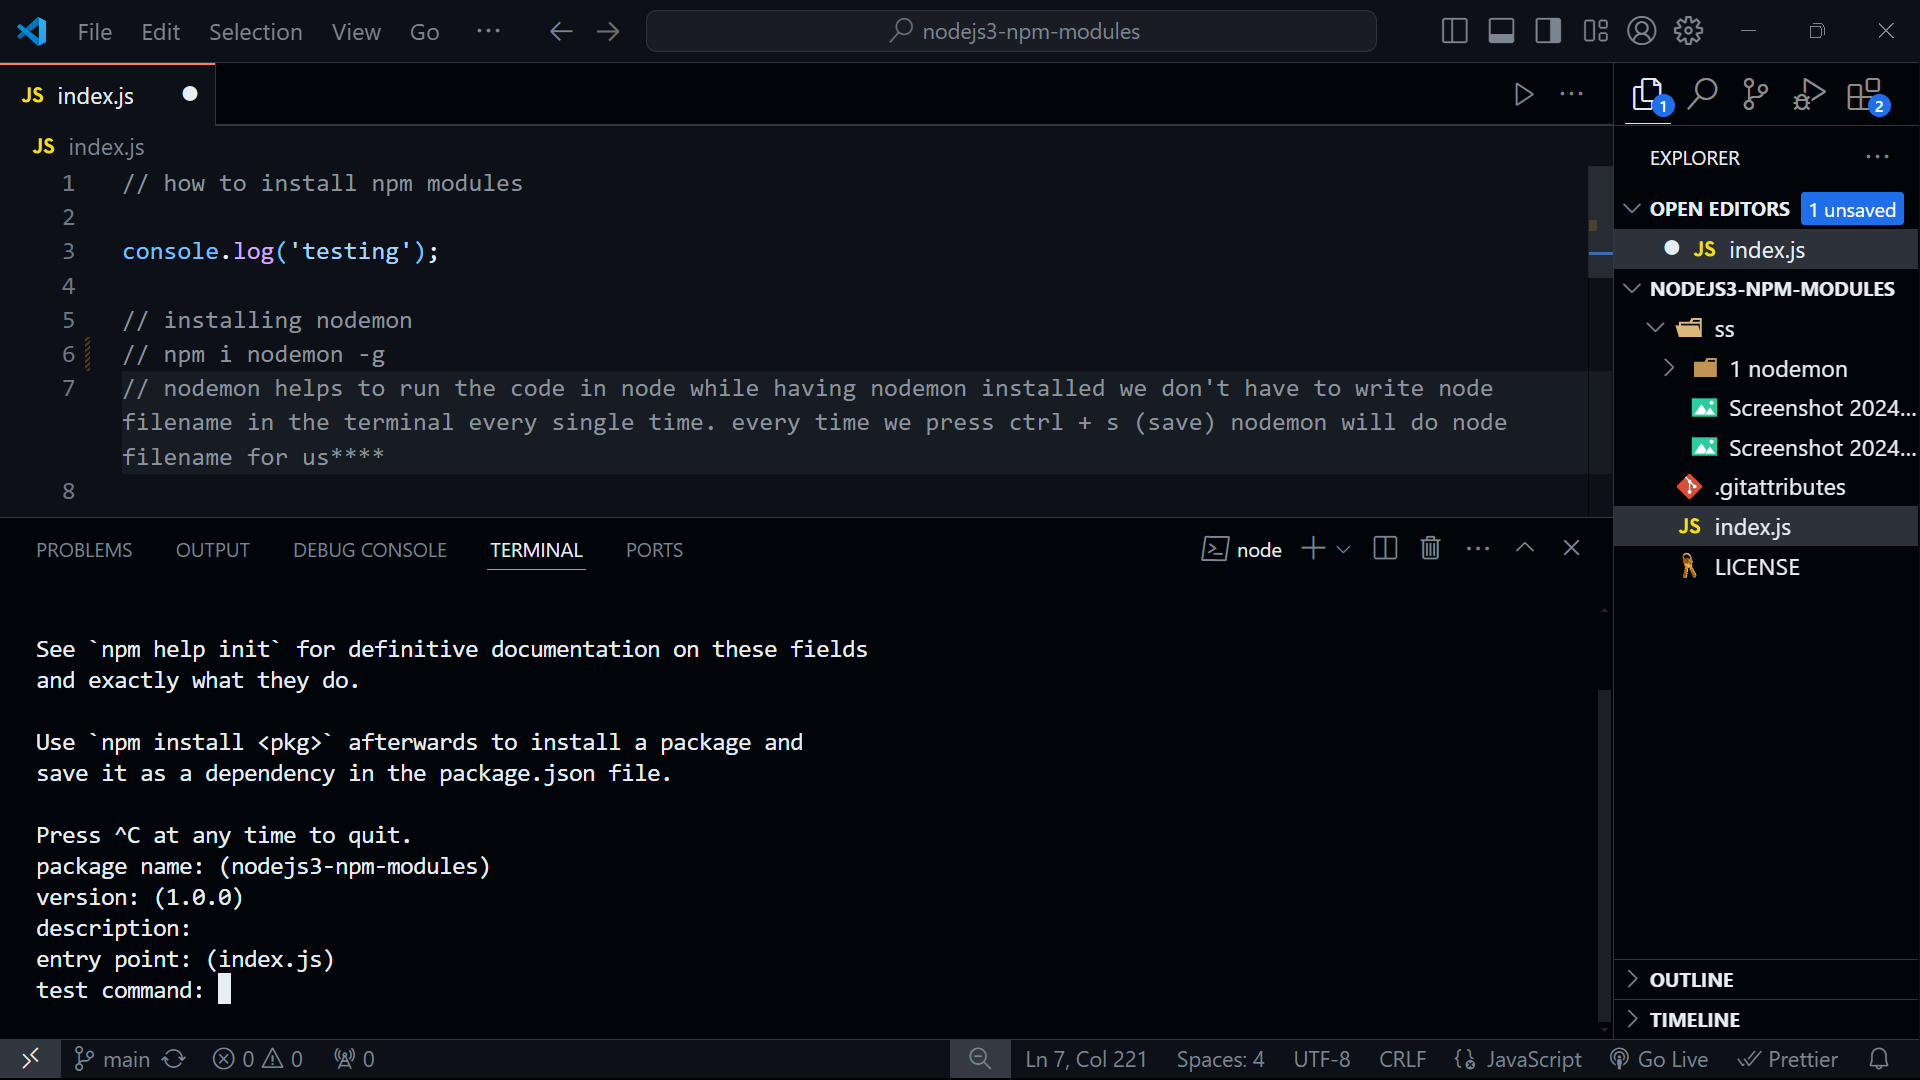 File Edit Selection View Go ··· nodejs3-npm-modules
JS index.js
JS index.js
1 // how to install npm modules
2
3 console.log('testing');
4
5 // installing nodemon
6 // npm i nodemon -g
7 // nodemon helps to run the code in node while having nodemon installed we don't have to write node
filename in the terminal every single time. every time we press ctrl + s (save) nodemon will do node
filename for us****
8
PROBLEMS OUTPUT DEBUG CONSOLE TERMINAL PORTS node
See `npm help init` for definitive documentation on these fields
and exactly what they do.
Use `npm install <pkg>` afterwards to install a package and
save it as a dependency in the package.json file.
Press ^C at any time to quit.
package name: (nodejs3-npm-modules)
version: (1.0.0)
description:
entry point: (index.js)
test command:
1 2
EXPLORER ···
OPEN EDITORS 1 unsaved
JS index.js
NODEJS3-NPM-MODULES
ss
1 nodemon
Screenshot 2024...
Screenshot 2024...
.gitattributes
JS index.js
LICENSE
OUTLINE
TIMELINE
main 0 0 0 Ln 7, Col 221 Spaces: 4 UTF-8 CRLF JavaScript Go Live Prettier